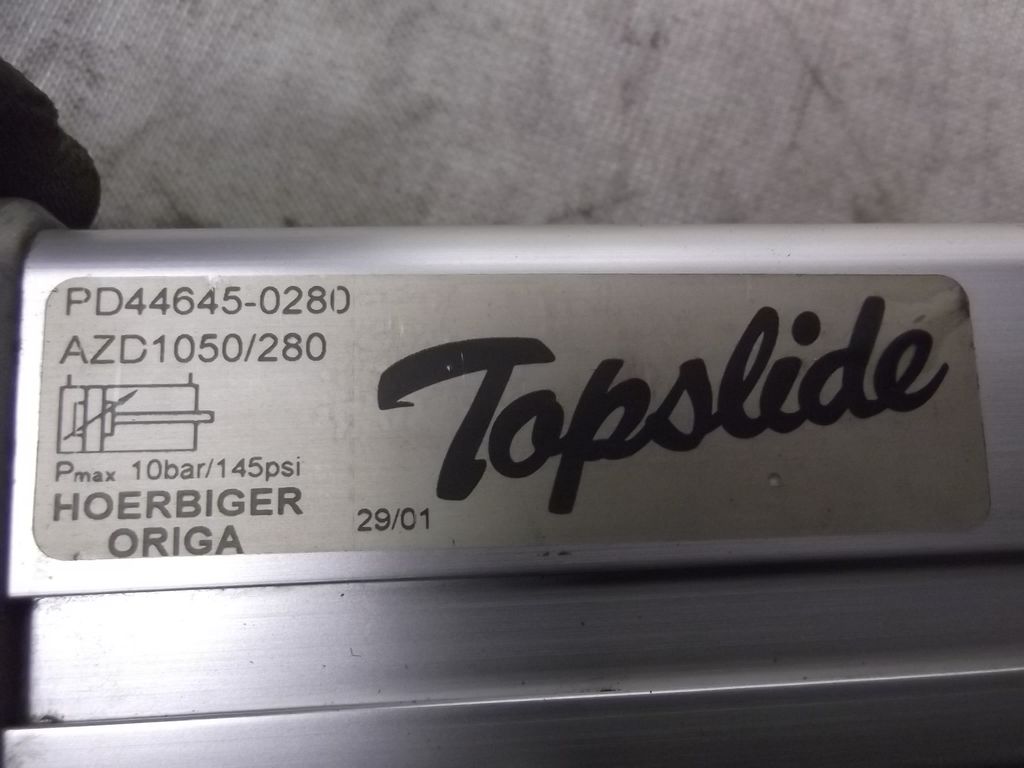 PD44645-0280
AZD1050/280
Pmax 10bar/145psi
HOERBIGER
ORIGA
29/01
Topslide